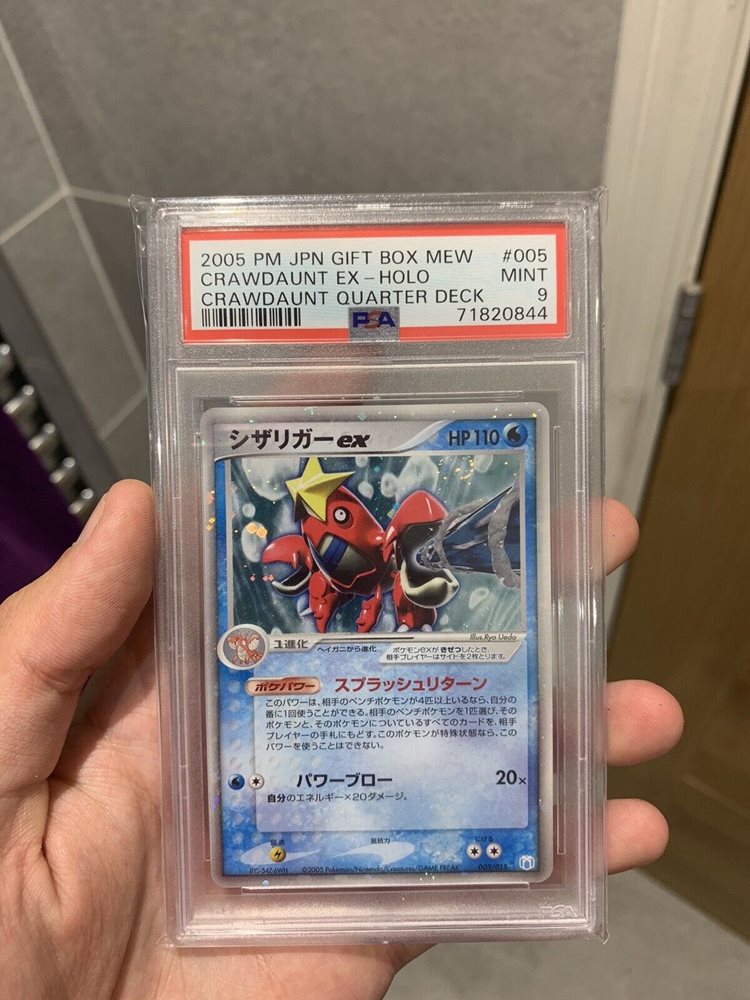 2005 PM JPN GIFT BOX MEW #005
CRAWDAUNT EX-HOLO MINT
CRAWDAUNT QUARTER DECK 9
PSA 71820844
シザリガーex HP110
Illus.Ryo Ueda
1進化
ヘイガニから進化
ポケモンexがきぜつしたとき、
相手プレイヤーはサイドを2枚とります。
ポケパワー スプラッシュリターン
このパワーは、相手のベンチポケモンが4匹以上いるなら、自分の
番に1回使うことができる。相手のベンチポケモンを1匹選び、その
ポケモンと、そのポケモンについているすべてのカードを、相手
プレイヤーの手札にもどす。このポケモンが特殊状態なら、この
パワーを使うことはできない。
パワーブロー 20×
自分のエネルギー×20ダメージ。
弱点 抵抗力 にげる
©2005 Pokémon/Nintendo/Creatures/GAME FREAK. 005/015
PSA